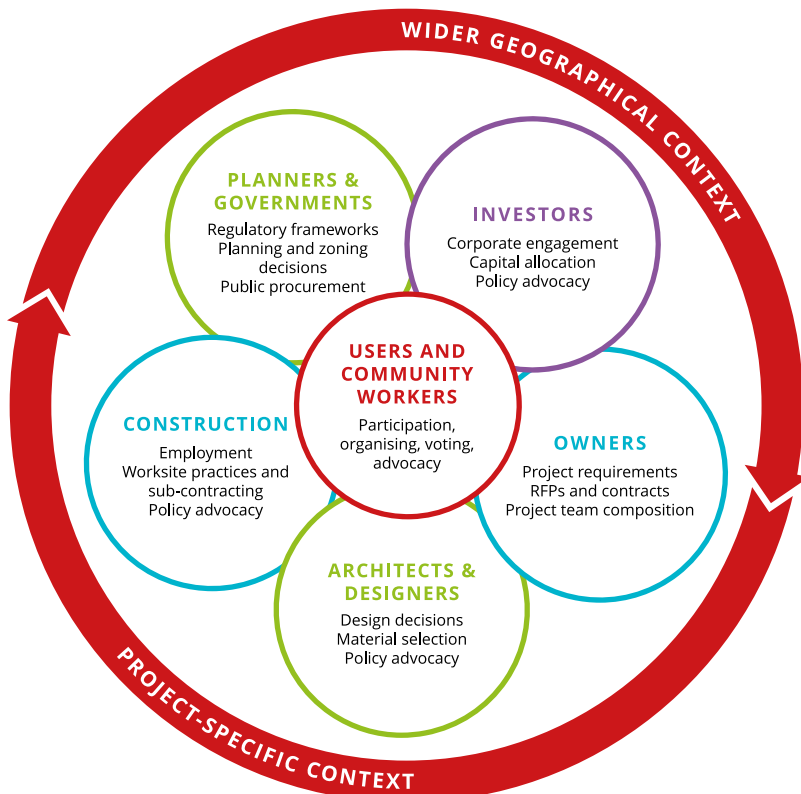 WIDER GEOGRAPHICAL CONTEXT
PLANNERS &
GOVERNMENTS
Regulatory frameworks
Planning and zoning
decisions
Public procurement
INVESTORS
Corporate engagement
Capital allocation
Policy advocacy
USERS AND
COMMUNITY
WORKERS
Participation,
organising, voting,
advocacy
CONSTRUCTION
Employment
Worksite practices and
sub-contracting
Policy advocacy
OWNERS
Project requirements
RFPs and contracts
Project team composition
ARCHITECTS &
DESIGNERS
Design decisions
Material selection
Policy advocacy
PROJECT-SPECIFIC CONTEXT